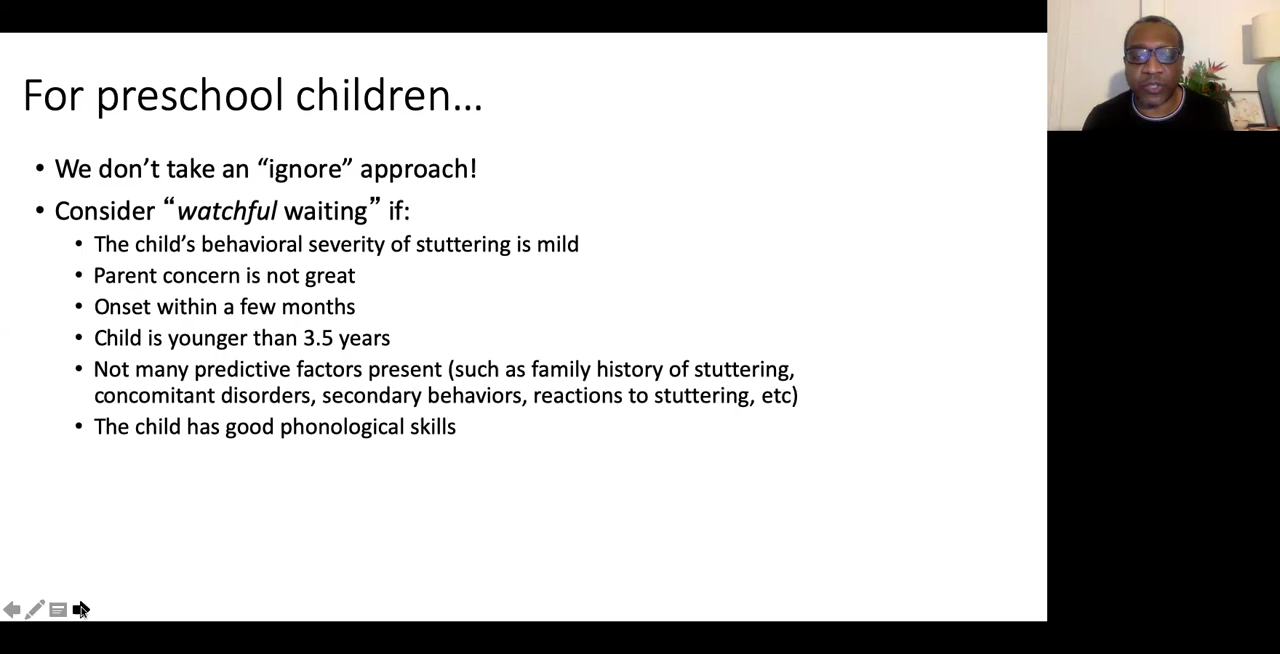 For preschool children…
• We don’t take an “ignore” approach!
• Consider “watchful waiting” if:
• The child’s behavioral severity of stuttering is mild
• Parent concern is not great
• Onset within a few months
• Child is younger than 3.5 years
• Not many predictive factors present (such as family history of stuttering,
concomitant disorders, secondary behaviors, reactions to stuttering, etc)
• The child has good phonological skills